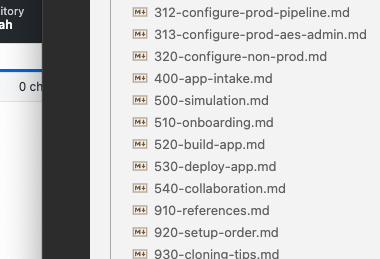 itory
ah
0 ch
312-configure-prod-pipeline.md
313-configure-prod-aes-admin.md
320-configure-non-prod.md
400-app-intake.md
500-simulation.md
510-onboarding.md
520-build-app.md
530-deploy-app.md
540-collaboration.md
910-references.md
920-setup-order.md
930-cloning-tips.md